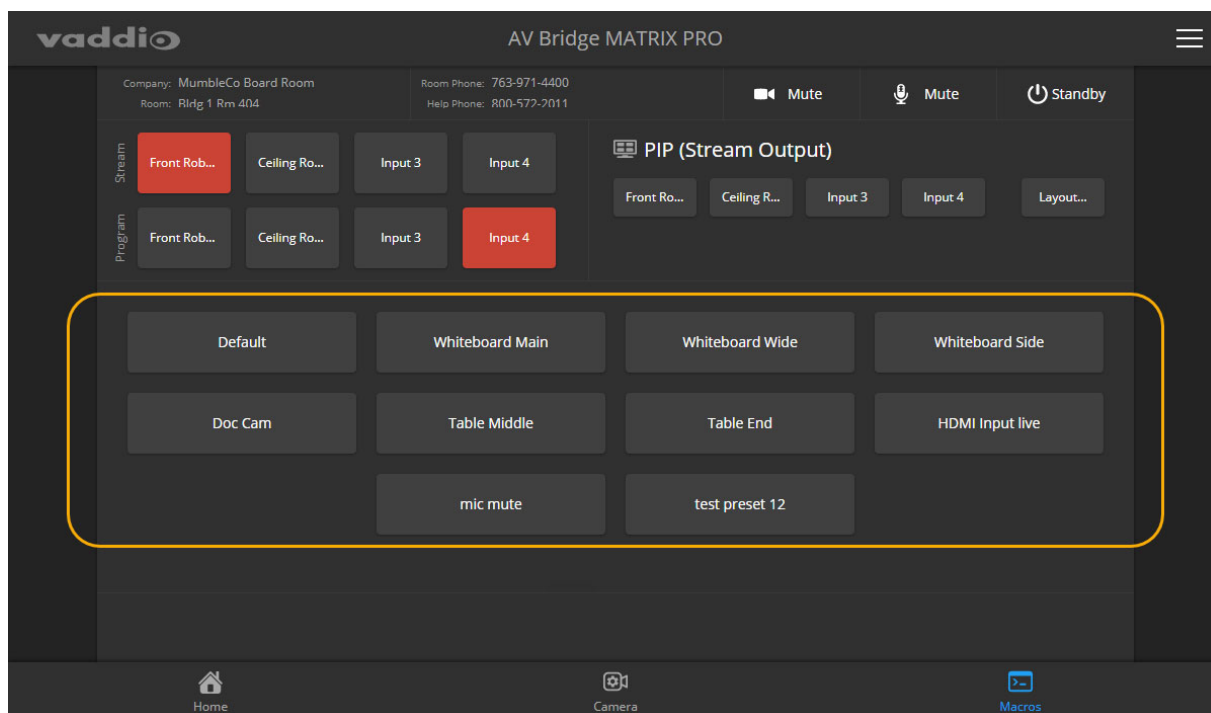 vaddio
AV Bridge MATRIX PRO
Company: MumbleCo Board Room
Room: Bldg 1 Rm 404
Room Phone: 763-971-4400
Help Phone: 800-572-2011
Mute
Mute
Standby
Stream
Front Rob...
Ceiling Ro...
Input 3
Input 4
Program
Front Rob...
Ceiling Ro...
Input 3
Input 4
PIP (Stream Output)
Front Ro...
Ceiling R...
Input 3
Input 4
Layout...
Default
Whiteboard Main
Whiteboard Wide
Whiteboard Side
Doc Cam
Table Middle
Table End
HDMI Input live
mic mute
test preset 12
Home
Camera
Macros